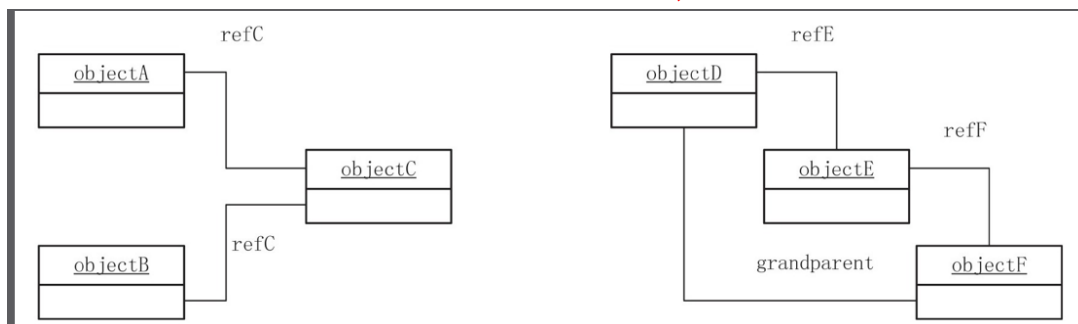 refC
objectA
objectC
refC
objectB
refE
objectD
refF
objectE
grandparent
objectF